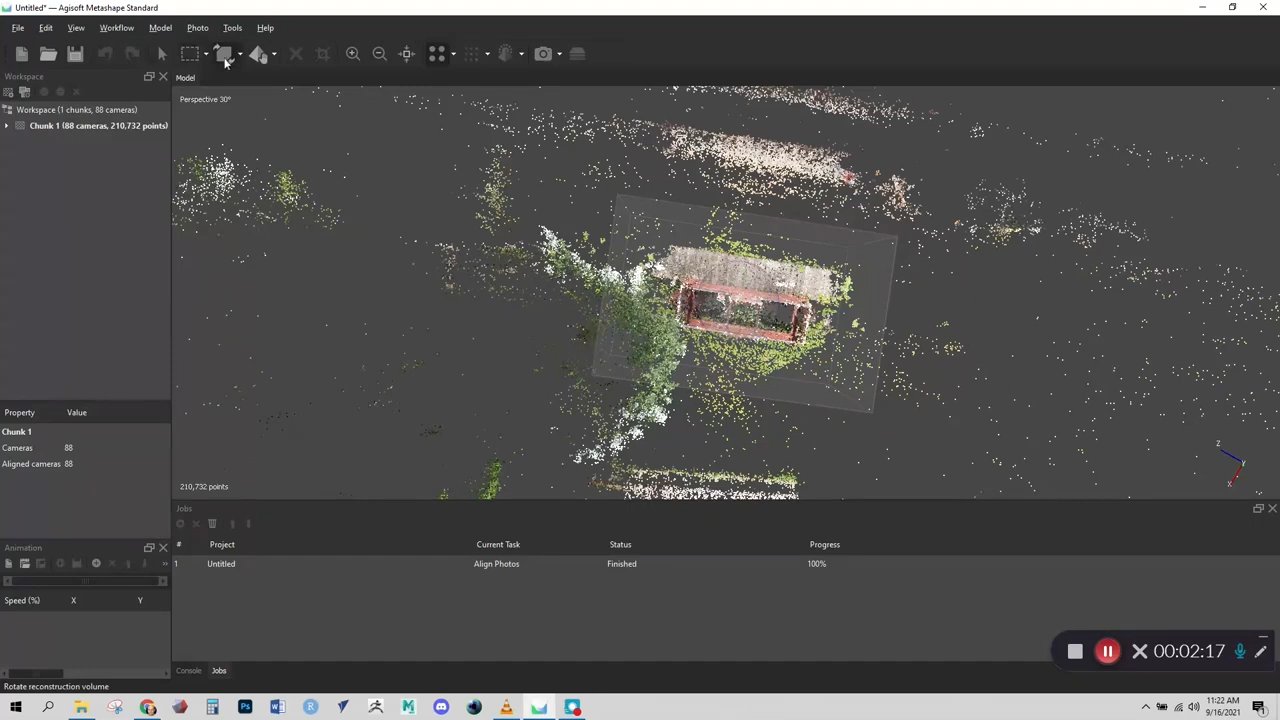 Untitled* — Agisoft Metashape Standard
File Edit View Workflow Model Photo Tools Help
Workspace
Model
Perspective 30°
Workspace (1 chunks, 88 cameras)
Chunk 1 (88 cameras, 210,732 points)
Property Value
Chunk 1
Cameras 88
Aligned cameras 88
Z
Y
X
210,732 points
Jobs
# Project Current Task Status Progress
1 Untitled Align Photos Finished 100%
Animation
Speed (%) X Y
00:02:17
Console Jobs
Rotate reconstruction volume
11:22 AM
9/16/2021